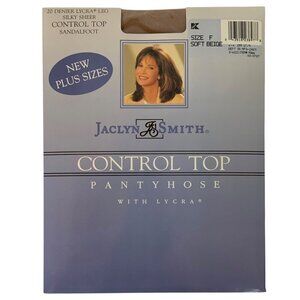 20 DENIER LYCRA® LEG
SILKY SHEER
CONTROL TOP
SANDALFOOT
K
SIZE F
SOFT BEIGE
NEW
PLUS SIZES
JACLYN JS SMITH®
CONTROL TOP
PANTYHOSE
WITH LYCRA®